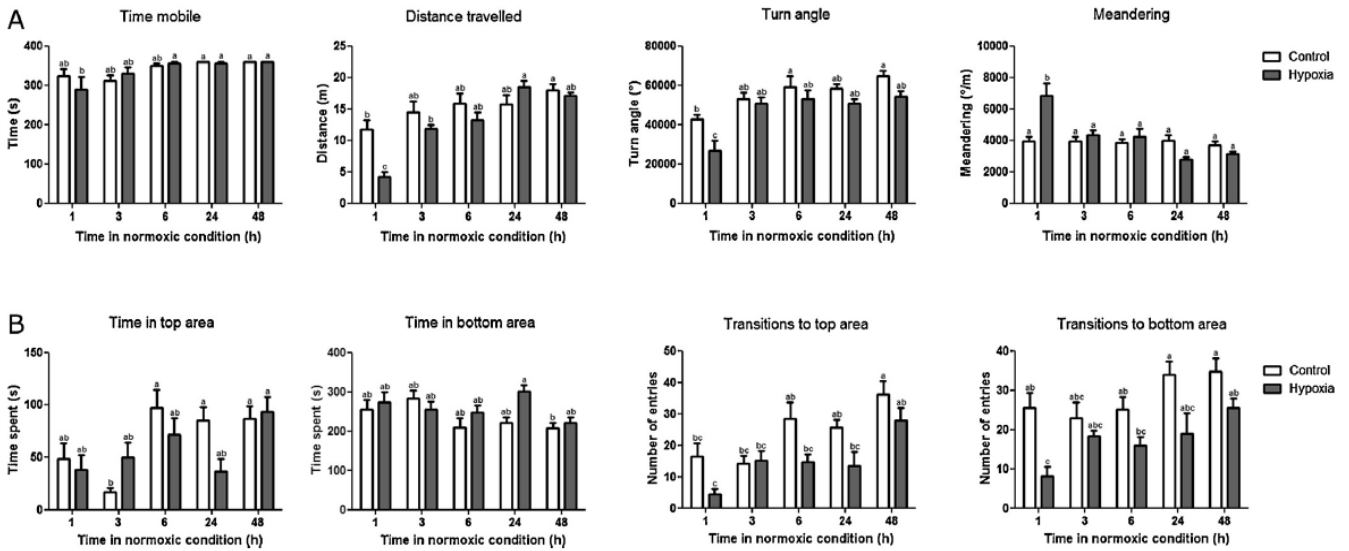 A
Time mobile
Time (s)
400
300
200
100
0
ab b ab ab ab a a a a a
1 3 6 24 48
Time in normoxic condition (h)
Distance travelled
Distance (m)
25
20
15
10
5
0
b c ab b ab ab ab a a ab
1 3 6 24 48
Time in normoxic condition (h)
Turn angle
Turn angle (°)
80000
60000
40000
20000
0
b c ab ab a ab ab ab a ab
1 3 6 24 48
Time in normoxic condition (h)
Meandering
Meandering (°/m)
10000
8000
6000
4000
2000
0
a b a a a a a a a a
1 3 6 24 48
Time in normoxic condition (h)
Control
Hypoxia
B
Time in top area
Time spent (s)
150
100
50
0
ab ab b ab a ab a ab ab a
1 3 6 24 48
Time in normoxic condition (h)
Time in bottom area
Time spent (s)
400
300
200
100
0
ab ab ab ab ab ab ab a b ab
1 3 6 24 48
Time in normoxic condition (h)
Transitions to top area
Number of entries
50
40
30
20
10
0
bc c bc bc ab bc ab bc a ab
1 3 6 24 48
Time in normoxic condition (h)
Transitions to bottom area
Number of entries
40
30
20
10
0
ab c abc abc ab bc a abc a ab
1 3 6 24 48
Time in normoxic condition (h)
Control
Hypoxia